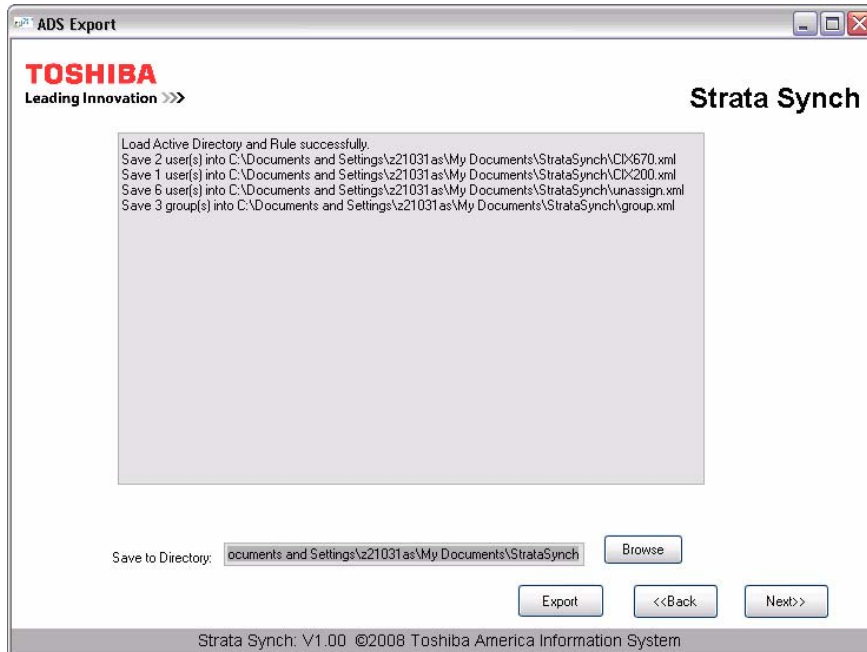 ADS Export
TOSHIBA
Leading Innovation >>>
Strata Synch
Load Active Directory and Rule successfully.
Save 2 user(s) into C:\Documents and Settings\z21031as\My Documents\StrataSynch\CIX670.xml
Save 1 user(s) into C:\Documents and Settings\z21031as\My Documents\StrataSynch\CIX200.xml
Save 6 user(s) into C:\Documents and Settings\z21031as\My Documents\StrataSynch\unassign.xml
Save 3 group(s) into C:\Documents and Settings\z21031as\My Documents\StrataSynch\group.xml
Save to Directory: ocuments and Settings\z21031as\My Documents\StrataSynch Browse
Export <<Back Next>>
Strata Synch: V1.00 ©2008 Toshiba America Information System